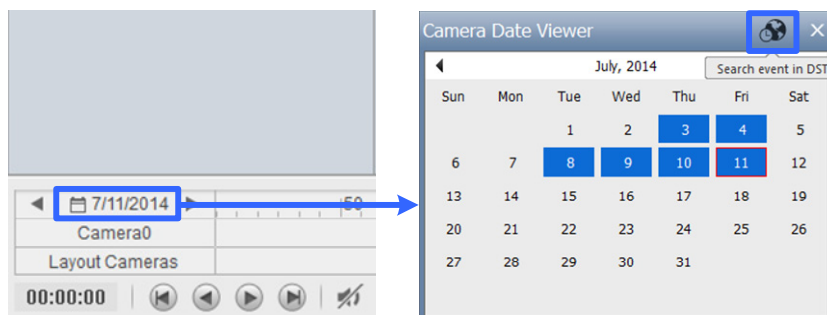 7/11/2014
50
Camera0
Layout Cameras
00:00:00
Camera Date Viewer
July, 2014
Search event in DST
Sun Mon Tue Wed Thu Fri Sat
1 2 3 4 5
6 7 8 9 10 11 12
13 14 15 16 17 18 19
20 21 22 23 24 25 26
27 28 29 30 31